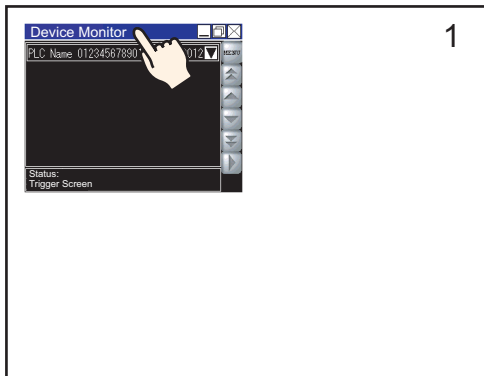 Device Monitor
1
PLC Name 01234567890 012
MENU
Status:
Trigger Screen